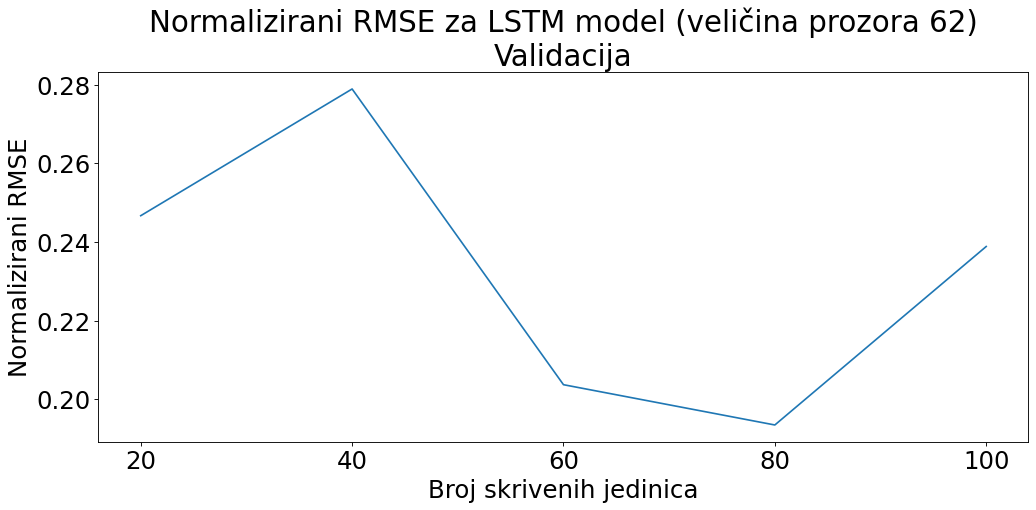 Normalizirani RMSE za LSTM model (veličina prozora 62)
Validacija
Normalizirani RMSE
0.28
0.26
0.24
0.22
0.20
20 40 60 80 100
Broj skrivenih jedinica